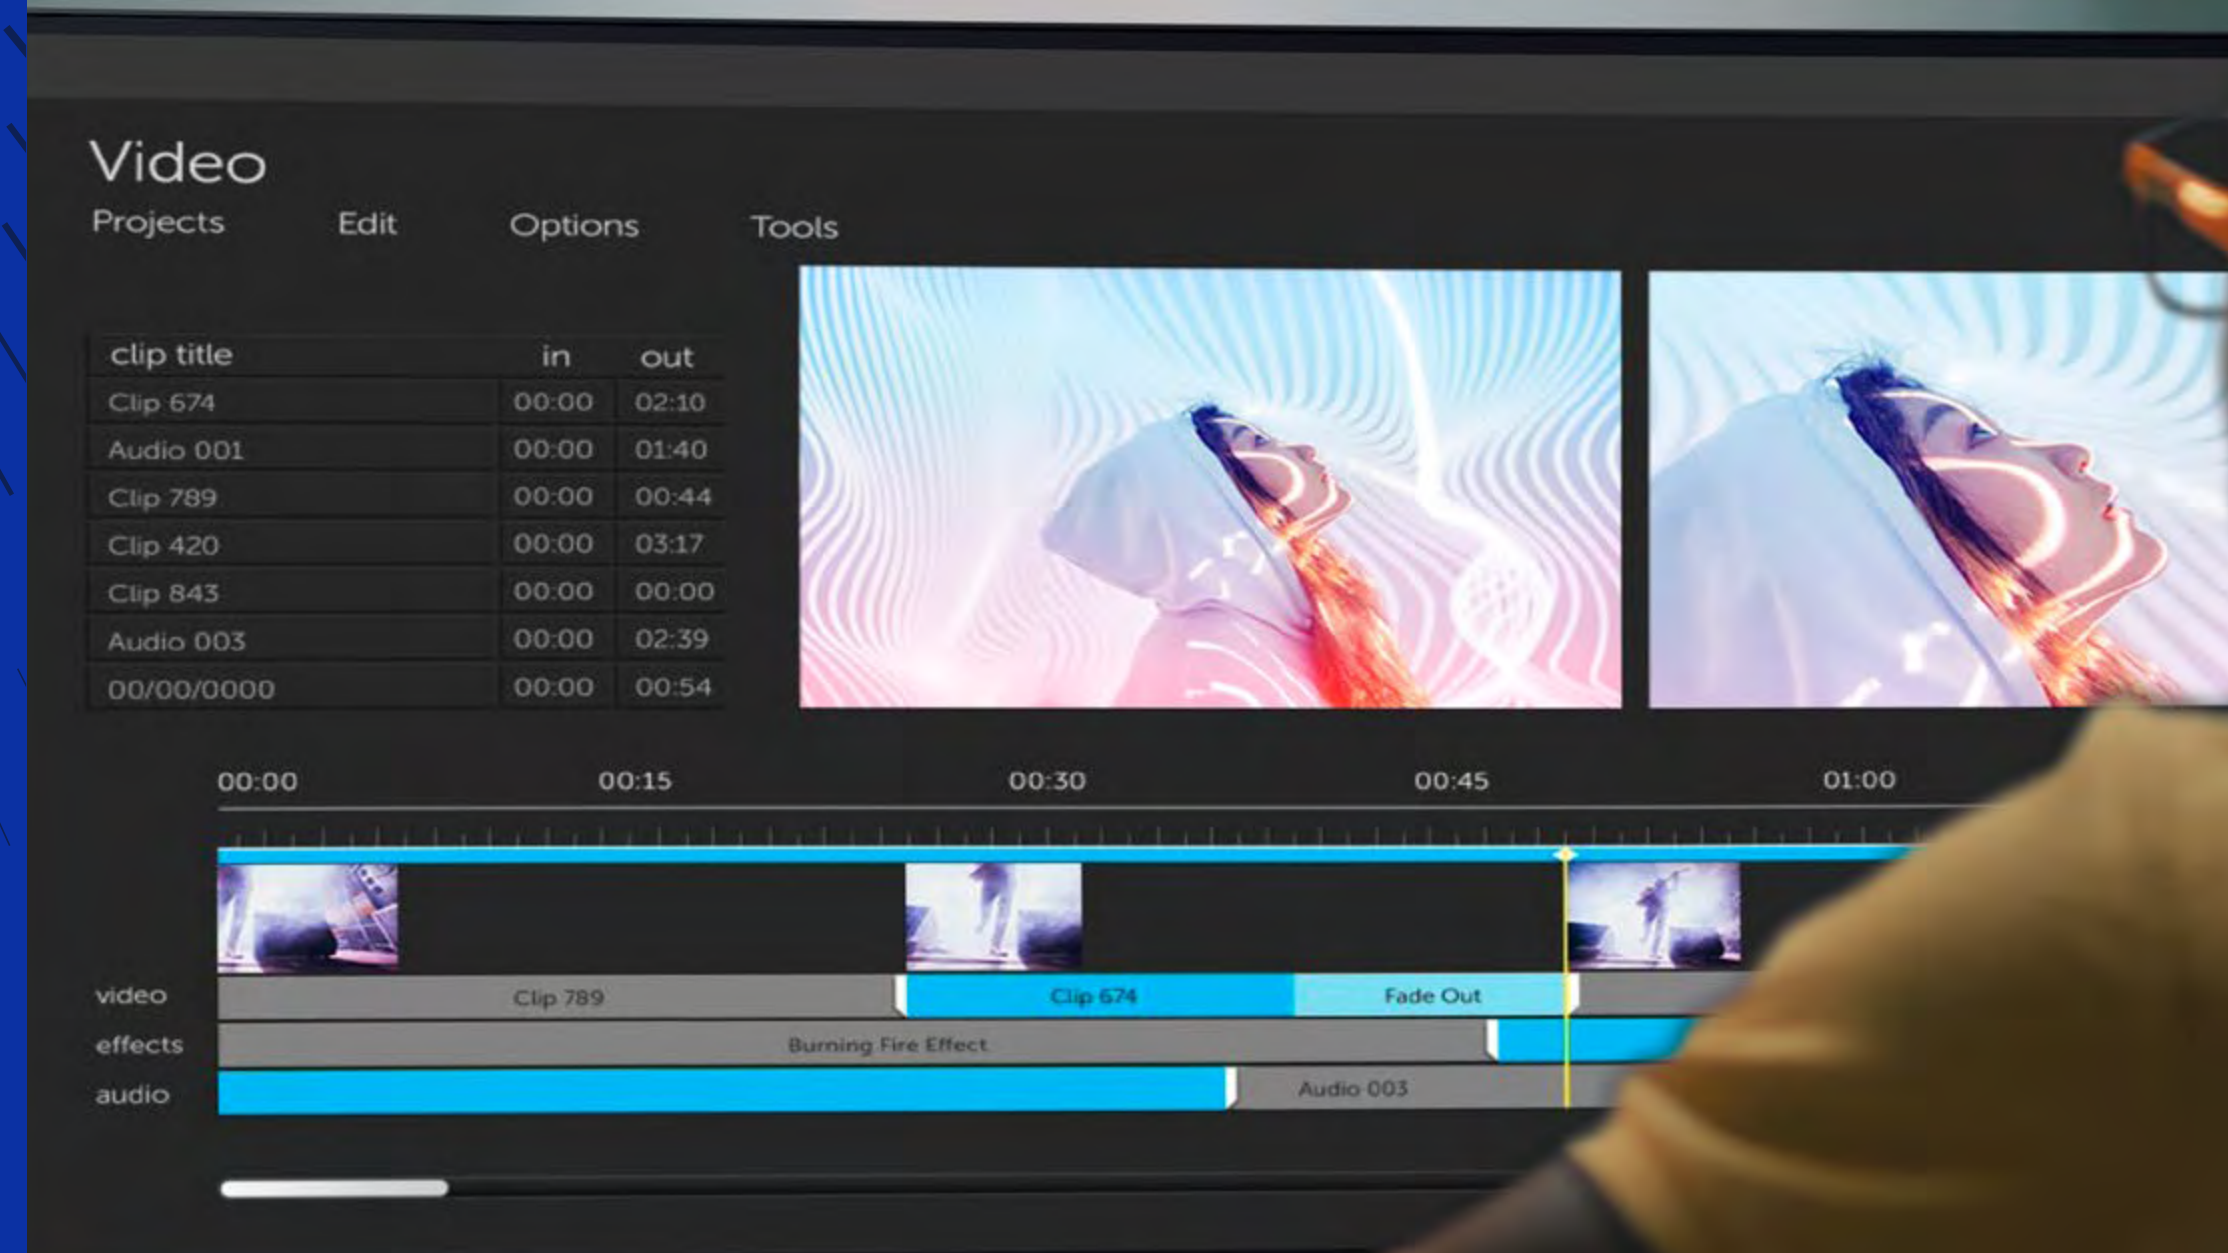 Video
Projects Edit Options Tools
clip title in out
Clip 674 00:00 02:10
Audio 001 00:00 01:40
Clip 789 00:00 00:44
Clip 420 00:00 03:17
Clip 843 00:00 00:00
Audio 003 00:00 02:39
00/00/0000 00:00 00:54
00:00 00:15 00:30 00:45 01:00
video Clip 789 Clip 674 Fade Out
effects Burning Fire Effect
audio Audio 003